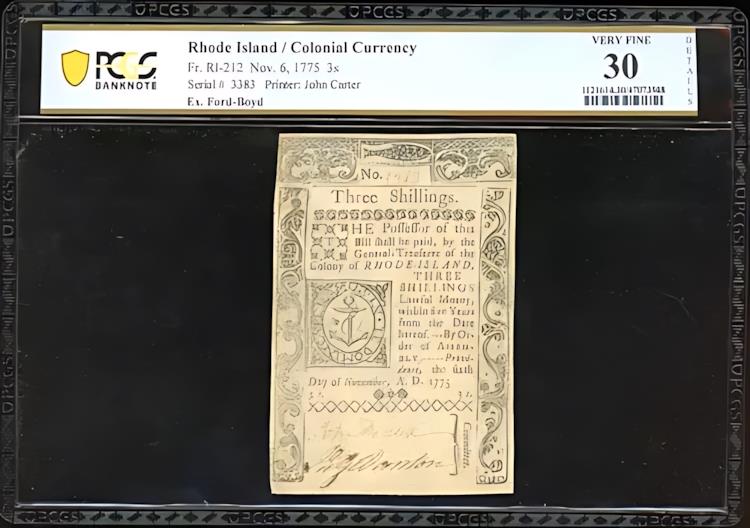 PCGS
BANKNOTE
Rhode Island / Colonial Currency
Fr. RI-212 Nov. 6, 1775 3s
Serial # 3383 Printer: John Carter
Ex. Ford-Boyd
VERY FINE
30
DETAILS
No.
Three Shillings.
THE Possessor of this
Bill shall be paid, by the
General-Treasurer of the
Colony of RHODE-ISLAND,
THREE
SHILLINGS
Lawful Money,
within Years
from the Date
hereof.—By Or-
der of Assem-
BLY.—Provi-
dence, the sixth
Day of November, A. D. 1775
3s. 3s.
Committee.